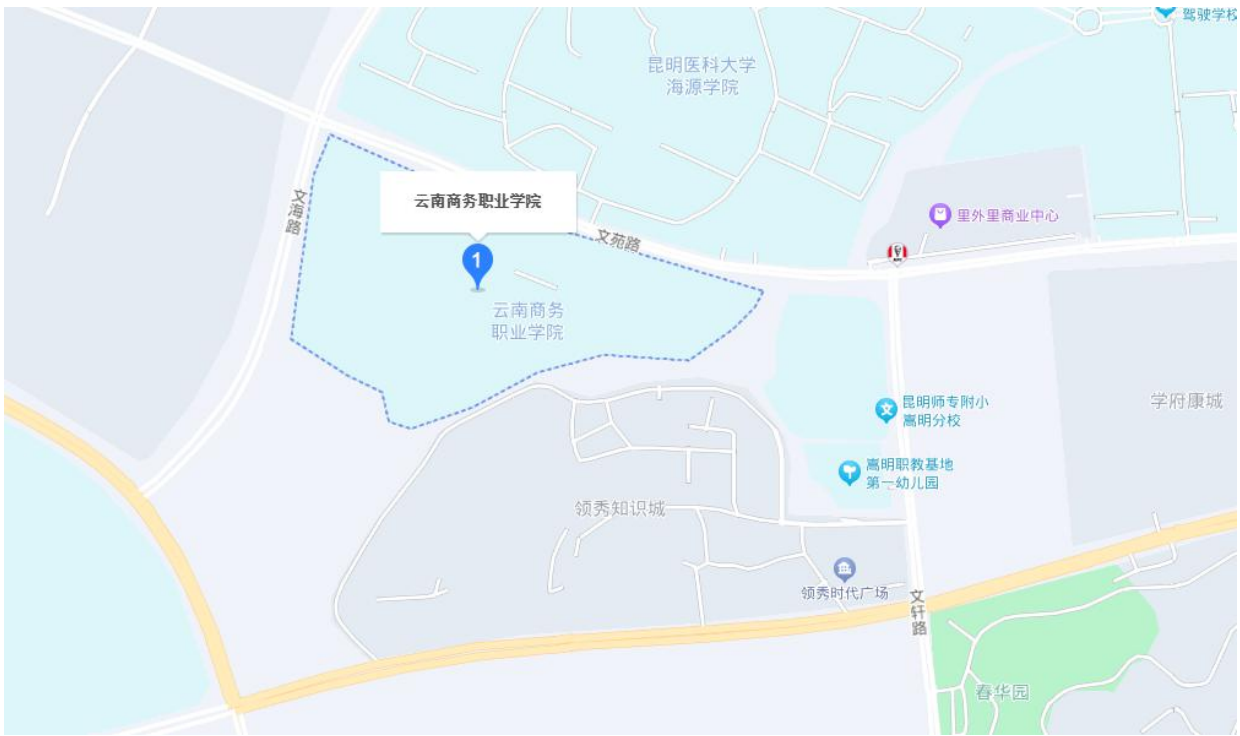 驾驶学校
昆明医科大学
海源学院
云南商务职业学院
文海路
里外里商业中心
文苑路
1
云南商务
职业学院
昆明师专附小
嵩明分校
学府康城
嵩明职教基地
第一幼儿园
领秀知识城
领秀时代广场
文轩路
春华园